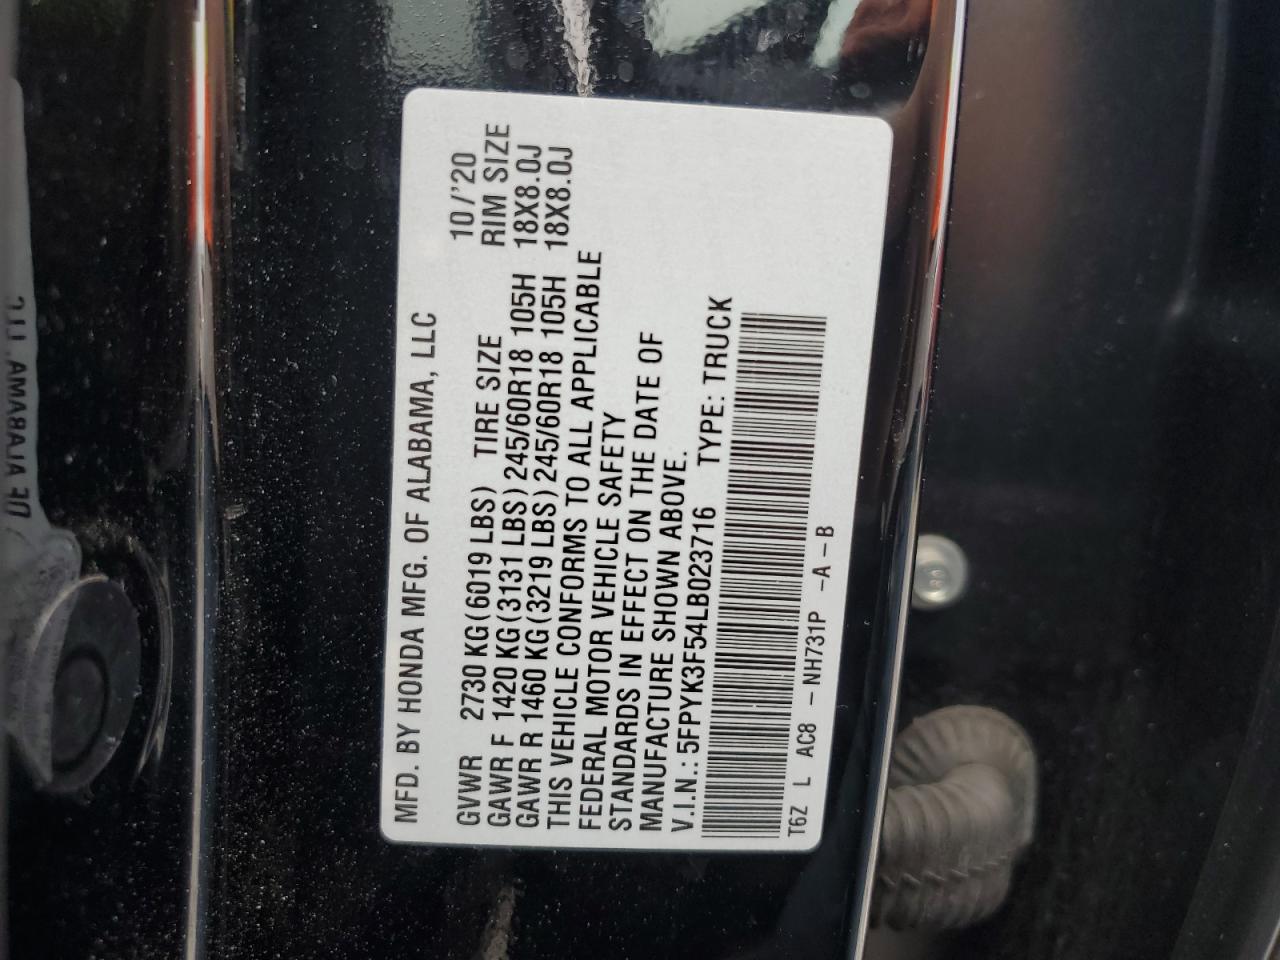 MFD. BY HONDA MFG. OF ALABAMA, LLC
10/'20
GVWR 2730 KG(6019 LBS) TIRE SIZE RIM SIZE
GAWR F 1420 KG(3131 LBS) 245/60R18 105H 18X8.0J
GAWR R 1460 KG(3219 LBS) 245/60R18 105H 18X8.0J
THIS VEHICLE CONFORMS TO ALL APPLICABLE
FEDERAL MOTOR VEHICLE SAFETY
STANDARDS IN EFFECT ON THE DATE OF
MANUFACTURE SHOWN ABOVE.
V.I.N.: 5FPYK3F54LB023716 TYPE: TRUCK
T6Z L AC8 - NH731P -A-B
OF ALABAMA, LLC